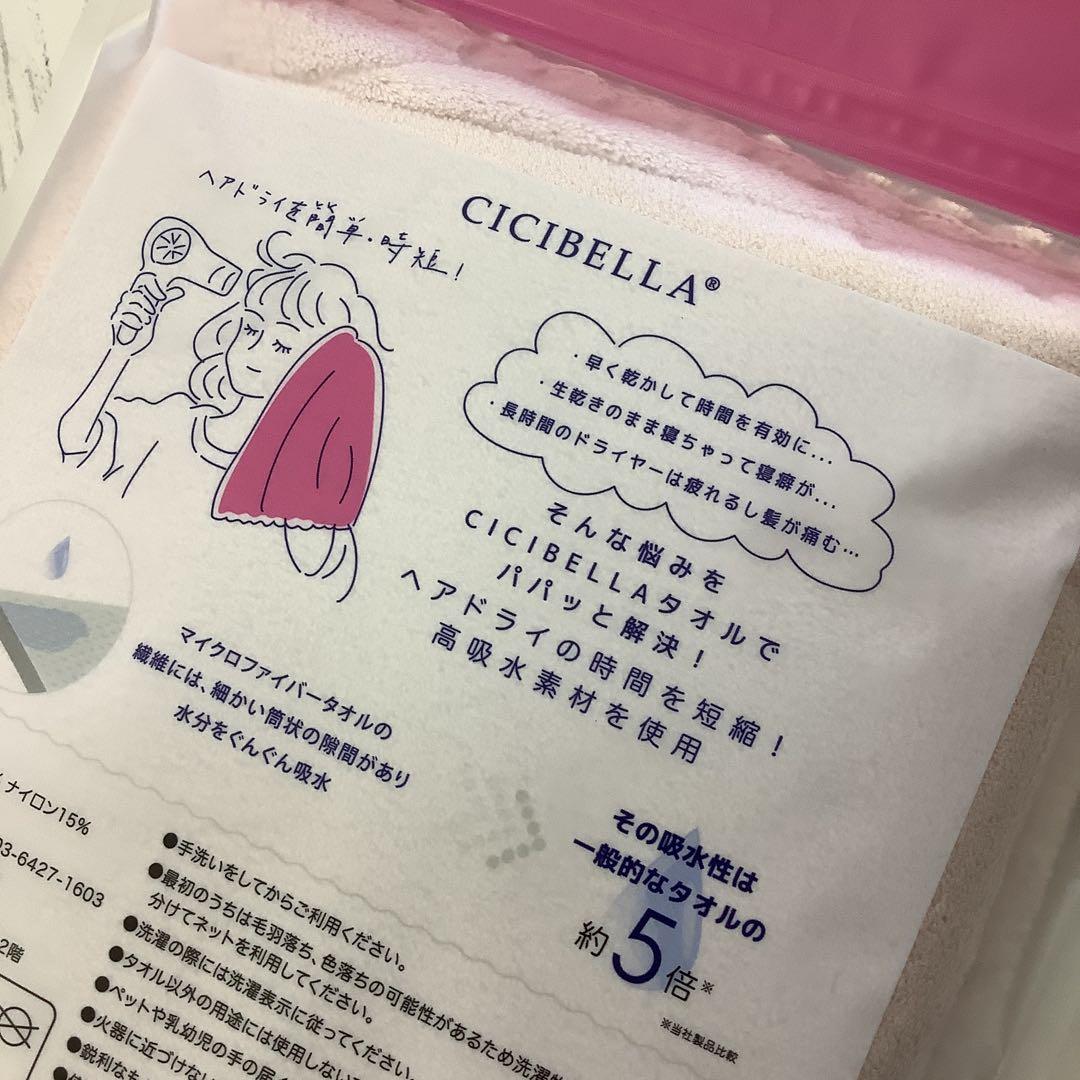 CICIBELLA®
ヘアドライを簡単・時短!
・早く乾かして時間を有効に...
・生乾きのまま寝ちゃって寝癖が...
・長時間のドライヤーは疲れるし髪が痛む...
そんな悩みを
CICIBELLAタオルで
パパッと解決!
ヘアドライの時間を短縮!
高吸水素材を使用
マイクロファイバータオルの
繊維には、細かい筒状の隙間があり
水分をぐんぐん吸水
その吸水性は
一般的なタオルの
約5倍※
※当社製品比較
ナイロン15%
03-6427-1603
2階
●手洗いをしてからご利用ください。
●最初のうちは毛羽落ち、色落ちの可能性があるため洗濯
分けてネットを利用してください。
●洗濯の際には洗濯表示に従ってください。
●タオル以外の用途には使用しない
●ペットや乳幼児の手の届
●火器に近づけない
●鋭利なも